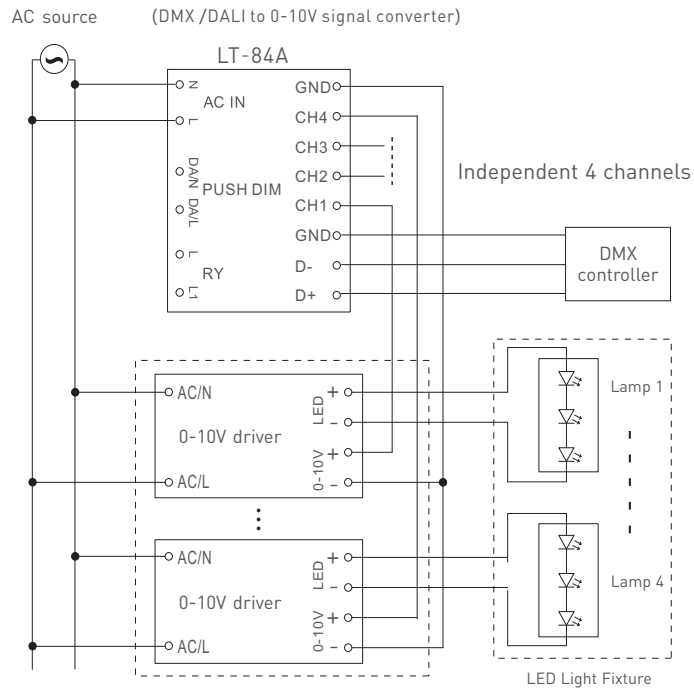 AC source
(DMX /DALI to 0-10V signal converter)
LT-84A
N
AC IN
L
DA/N
PUSH DIM
DA/L
L
RY
L1
GND
CH4
CH3
CH2
CH1
GND
D-
D+
Independent 4 channels
DMX
controller
AC/N
0-10V driver
AC/L
LED
+
-
0-10V
+
-
Lamp 1
AC/N
0-10V driver
AC/L
LED
+
-
0-10V
+
-
Lamp 4
LED Light Fixture